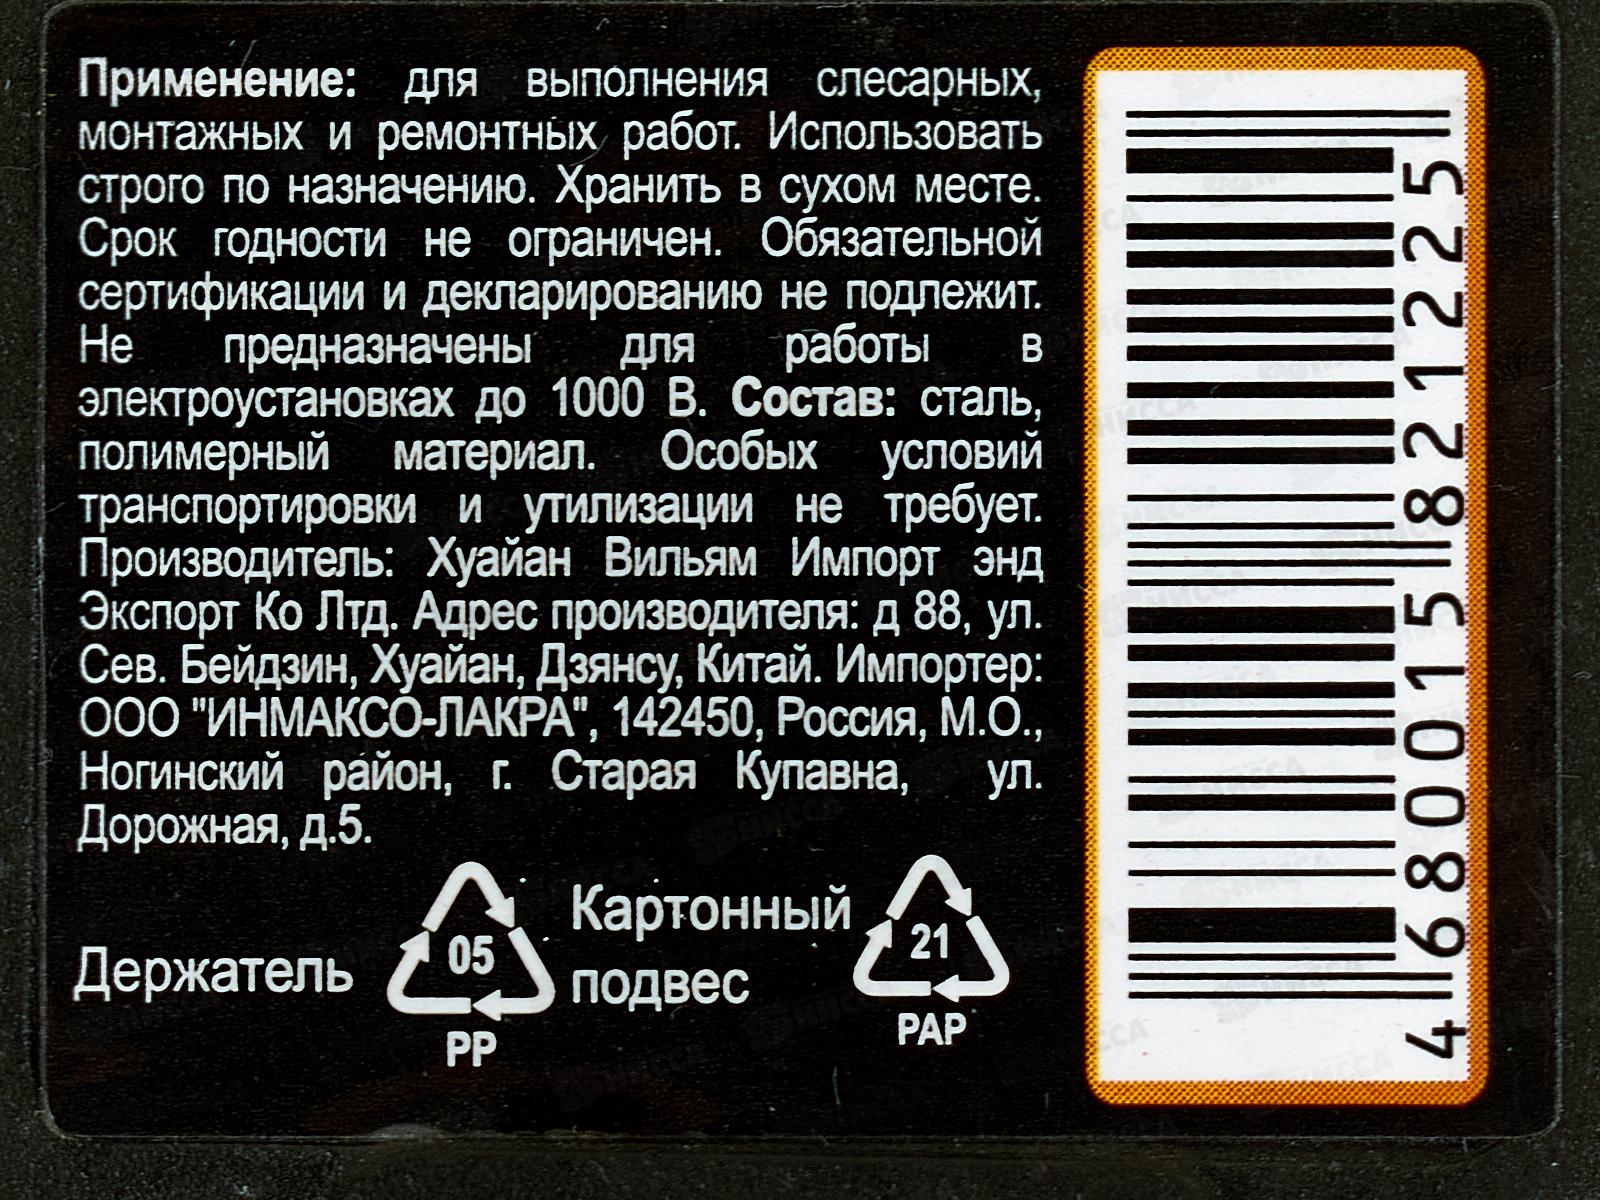 Применение: для выполнения слесарных,
монтажных и ремонтных работ. Использовать
строго по назначению. Хранить в сухом месте.
Срок годности не ограничен. Обязательной
сертификации и декларированию не подлежит.
Не предназначены для работы в
электроустановках до 1000 В. Состав: сталь,
полимерный материал. Особых условий
транспортировки и утилизации не требует.
Производитель: Хуайан Вильям Импорт энд
Экспорт Ко Лтд. Адрес производителя: д 88, ул.
Сев. Бейдзин, Хуайан, Дзянсу, Китай. Импортер:
ООО "ИНМАКСО-ЛАКРА", 142450, Россия, М.О.,
Ногинский район, г. Старая Купавна, ул.
Дорожная, д.5.
Держатель
05
PP
Картонный
подвес
21
PAP
4 680015 821225
НИССА